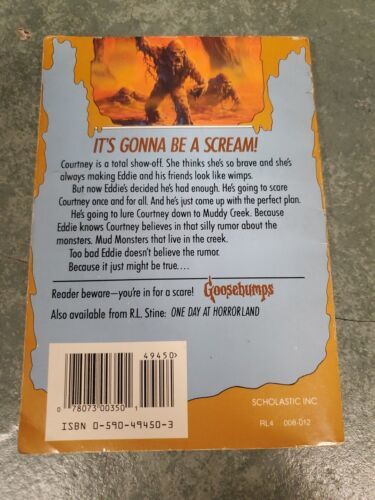 IT'S GONNA BE A SCREAM!
Courtney is a total show-off. She thinks she's so brave and she's
always making Eddie and his friends look like wimps.
But now Eddie's decided he's had enough. He's going to scare
Courtney once and for all. And he's just come up with the perfect plan.
He's going to lure Courtney down to Muddy Creek. Because
Eddie knows Courtney believes in that silly rumor about the
monsters. Mud Monsters that live in the creek.
Too bad Eddie doesn't believe the rumor.
Because it just might be true....
Reader beware—you're in for a scare! Goosebumps
Also available from R.L. Stine: ONE DAY AT HORRORLAND
49450>
0 78073 00350 1
ISBN 0-590-49450-3
SCHOLASTIC INC
RL4 008-012